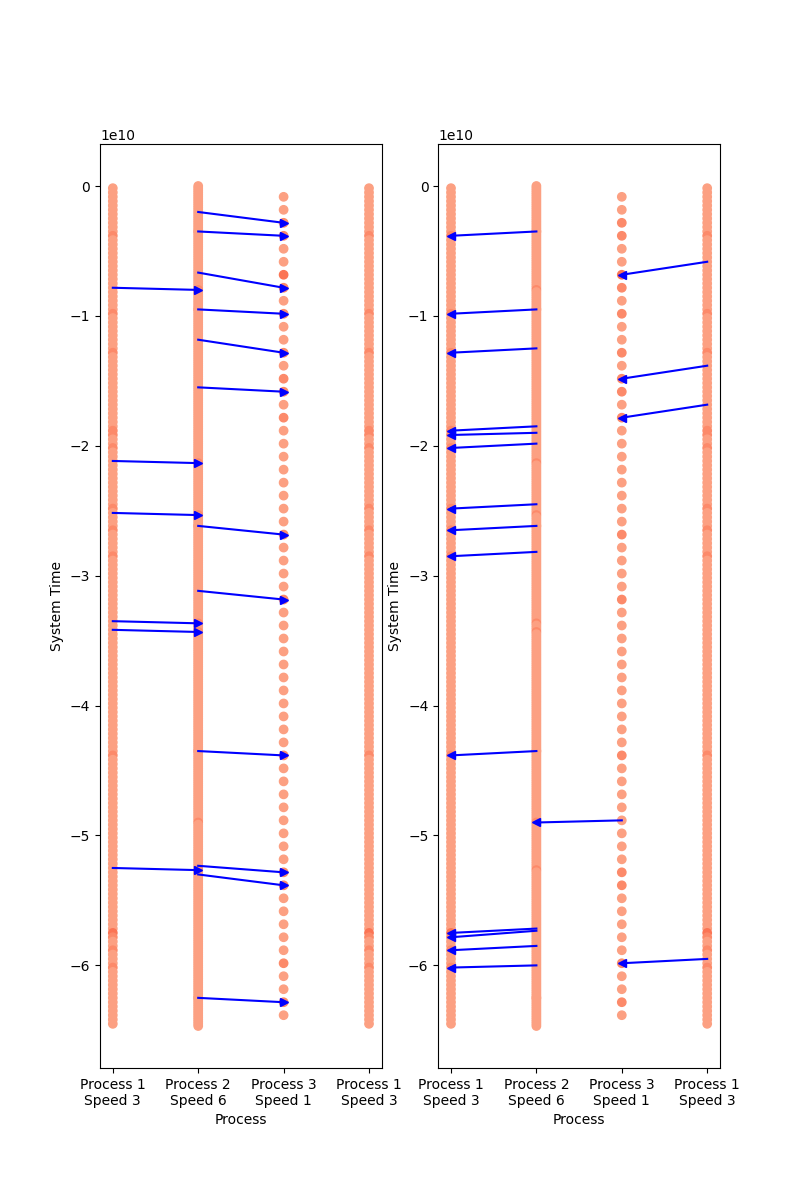 1e10
0
−1
−2
−3
−4
−5
−6
System Time
Process 1
Speed 3
Process 2
Speed 6
Process 3
Speed 1
Process 1
Speed 3
Process
1e10
0
−1
−2
−3
−4
−5
−6
System Time
Process 1
Speed 3
Process 2
Speed 6
Process 3
Speed 1
Process 1
Speed 3
Process